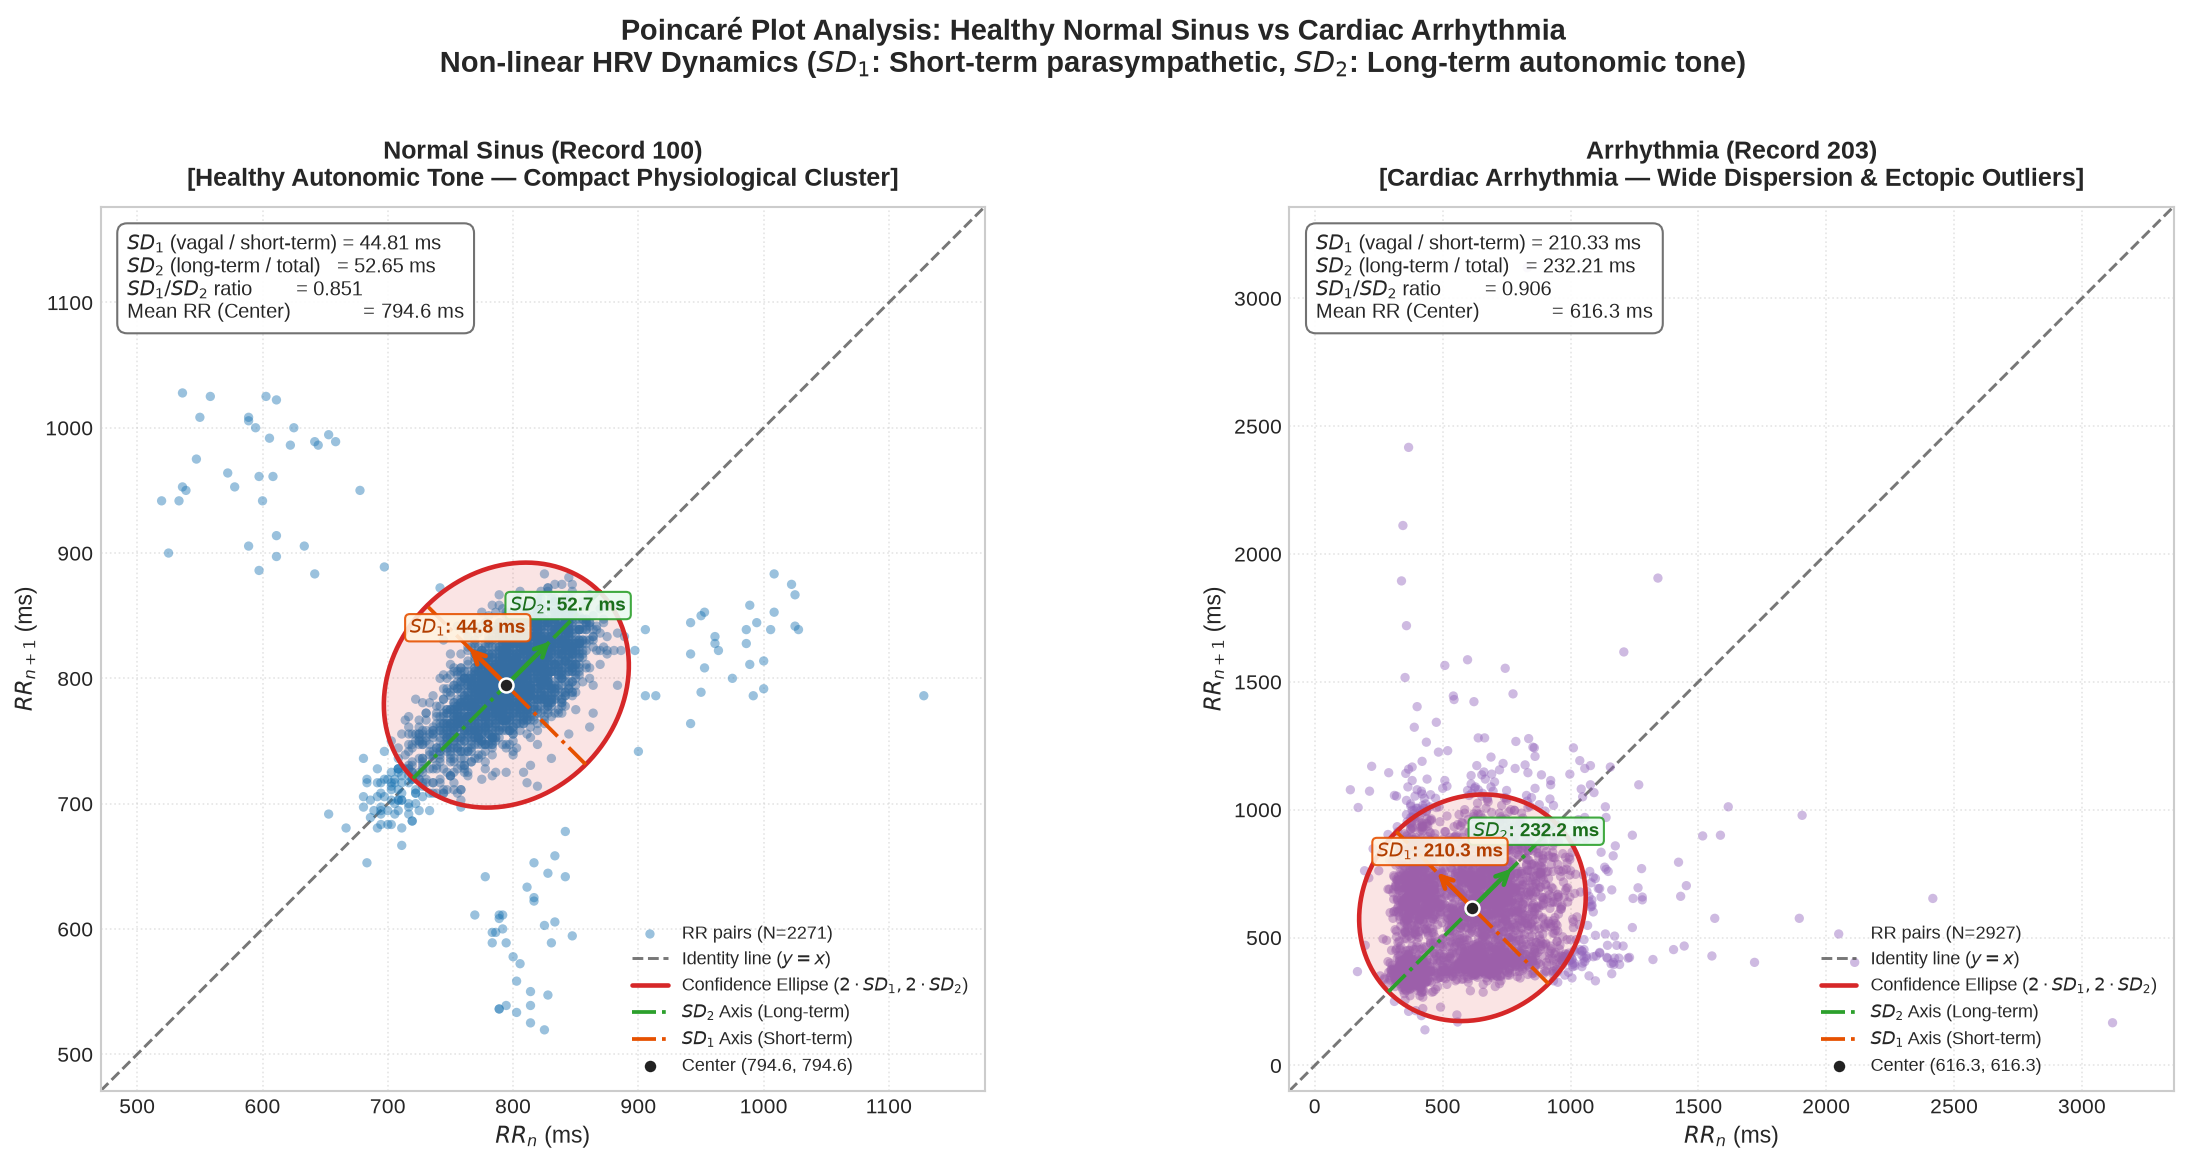 Poincaré Plot Analysis: Healthy Normal Sinus vs Cardiac Arrhythmia
Non-linear HRV Dynamics (SD₁: Short-term parasympathetic, SD₂: Long-term autonomic tone)
Normal Sinus (Record 100)
[Healthy Autonomic Tone — Compact Physiological Cluster]
SD₁ (vagal / short-term) = 44.81 ms
SD₂ (long-term / total) = 52.65 ms
SD₁/SD₂ ratio = 0.851
Mean RR (Center) = 794.6 ms
1100
1000
900
800
700
600
500
RRₙ₊₁ (ms)
SD₂: 52.7 ms
SD₁: 44.8 ms
RR pairs (N=2271)
Identity line (y = x)
Confidence Ellipse (2 · SD₁, 2 · SD₂)
SD₂ Axis (Long-term)
SD₁ Axis (Short-term)
Center (794.6, 794.6)
500 600 700 800 900 1000 1100
RRₙ (ms)
Arrhythmia (Record 203)
[Cardiac Arrhythmia — Wide Dispersion & Ectopic Outliers]
SD₁ (vagal / short-term) = 210.33 ms
SD₂ (long-term / total) = 232.21 ms
SD₁/SD₂ ratio = 0.906
Mean RR (Center) = 616.3 ms
3000
2500
2000
1500
1000
500
0
RRₙ₊₁ (ms)
SD₂: 232.2 ms
SD₁: 210.3 ms
RR pairs (N=2927)
Identity line (y = x)
Confidence Ellipse (2 · SD₁, 2 · SD₂)
SD₂ Axis (Long-term)
SD₁ Axis (Short-term)
Center (616.3, 616.3)
0 500 1000 1500 2000 2500 3000
RRₙ (ms)